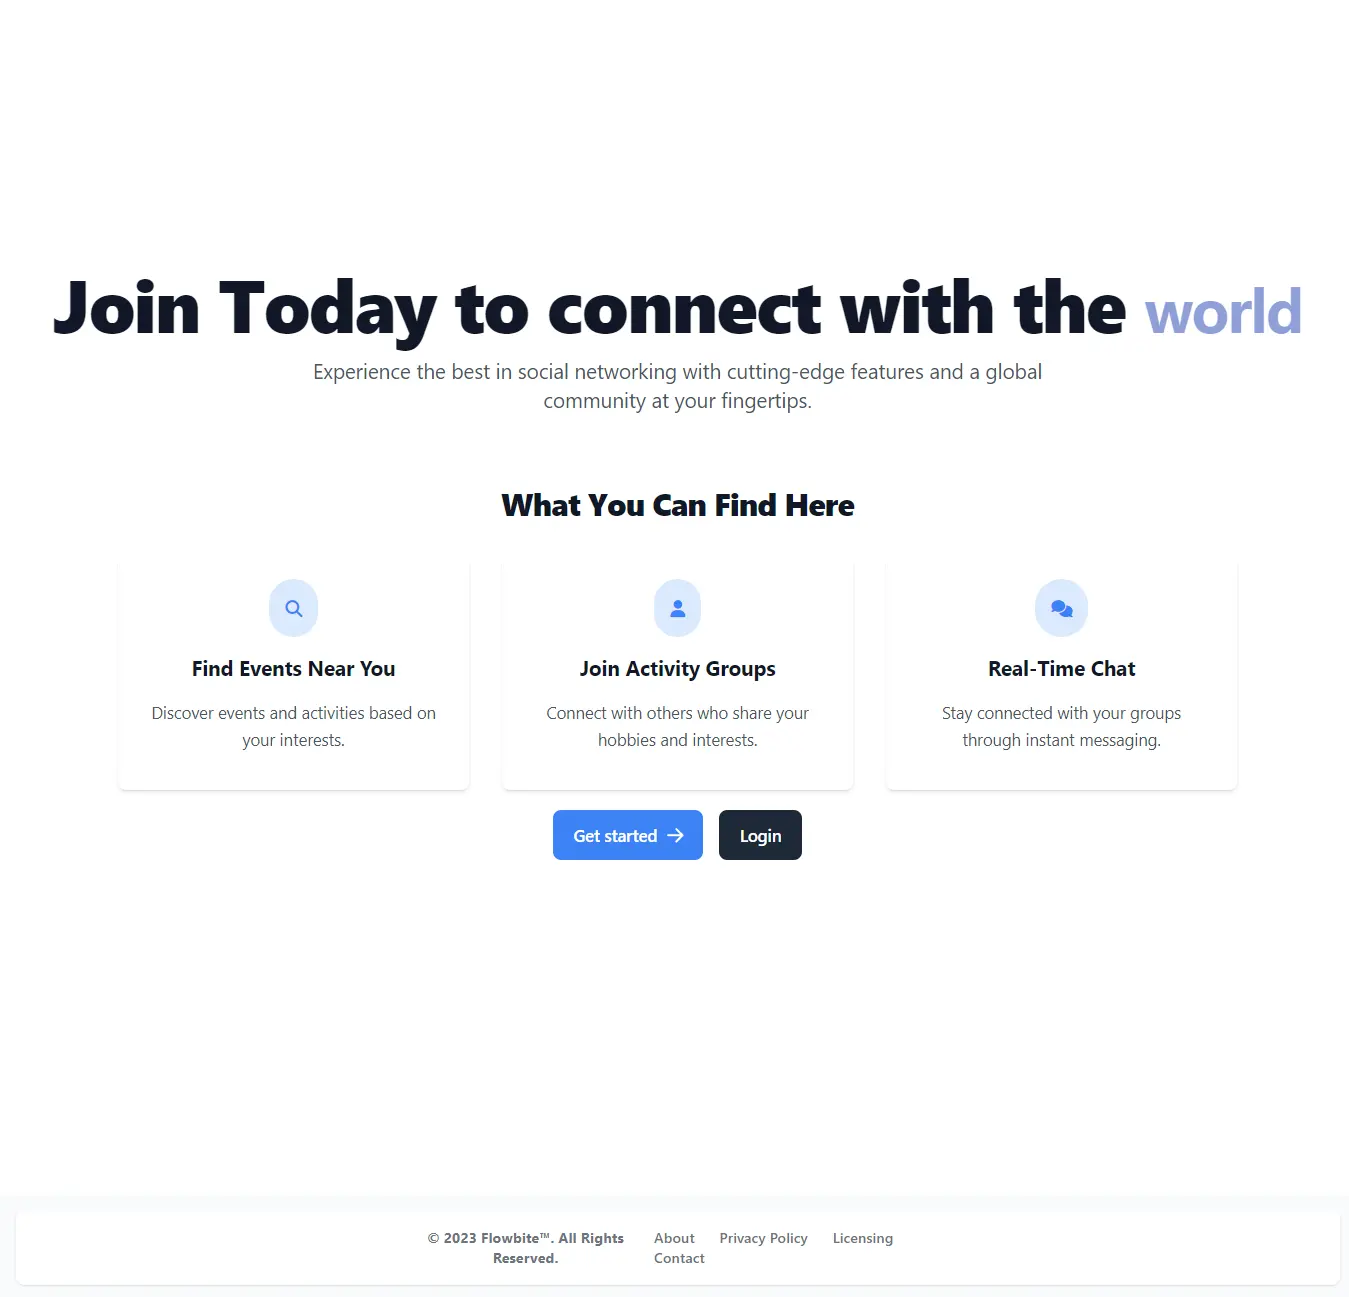 Join Today to connect with the world
Experience the best in social networking with cutting-edge features and a global
community at your fingertips.
What You Can Find Here
Find Events Near You
Discover events and activities based on
your interests.
Join Activity Groups
Connect with others who share your
hobbies and interests.
Real-Time Chat
Stay connected with your groups
through instant messaging.
Get started
Login
© 2023 Flowbite™. All Rights
Reserved.
About Privacy Policy Licensing
Contact